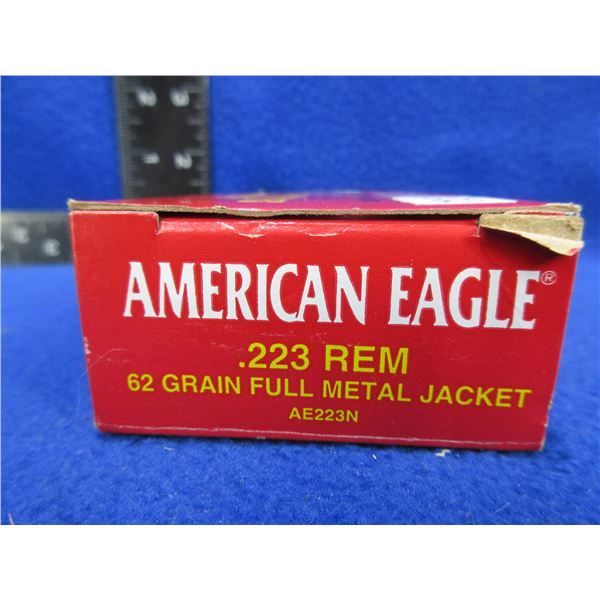 AMERICAN EAGLE®
.223 REM
62 GRAIN FULL METAL JACKET
AE223N